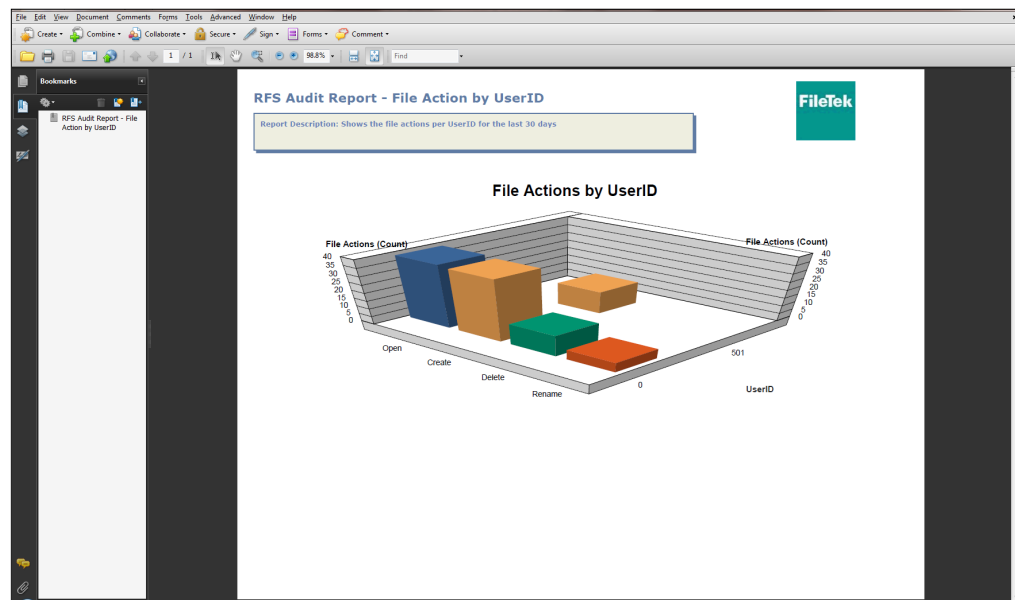 File Edit View Document Comments Forms Tools Advanced Window Help
Create Combine Collaborate Secure Sign Forms Comment
1 / 1 98.8% Find
Bookmarks
RFS Audit Report - File
Action by UserID
RFS Audit Report - File Action by UserID
FileTek
Report Description: Shows the file actions per UserID for the last 30 days
File Actions by UserID
File Actions (Count)
40
35
30
25
20
15
10
5
0
File Actions (Count)
40
35
30
25
20
15
10
5
0
Open
Create
Delete
Rename
0
501
UserID